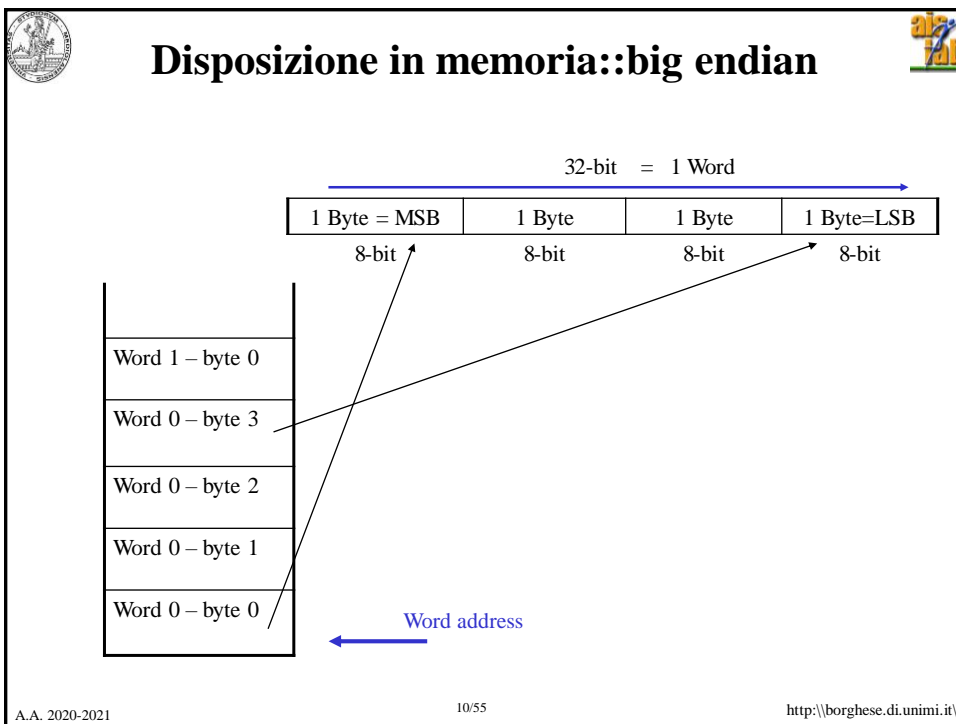 Disposizione in memoria::big endian
32-bit = 1 Word
1 Byte = MSB 1 Byte 1 Byte 1 Byte=LSB
8-bit 8-bit 8-bit 8-bit
Word 1 – byte 0
Word 0 – byte 3
Word 0 – byte 2
Word 0 – byte 1
Word 0 – byte 0
Word address
A.A. 2020-2021 10/55 http:\\borghese.di.unimi.it\